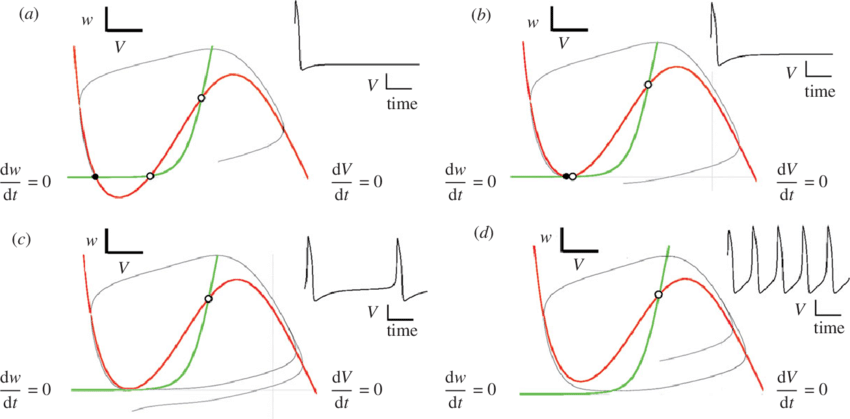 (a)
w
V
V
time
dw/dt = 0
dV/dt = 0
(b)
w
V
V
time
dw/dt = 0
dV/dt = 0
(c)
w
V
V
time
dw/dt = 0
dV/dt = 0
(d)
w
V
V
time
dw/dt = 0
dV/dt = 0